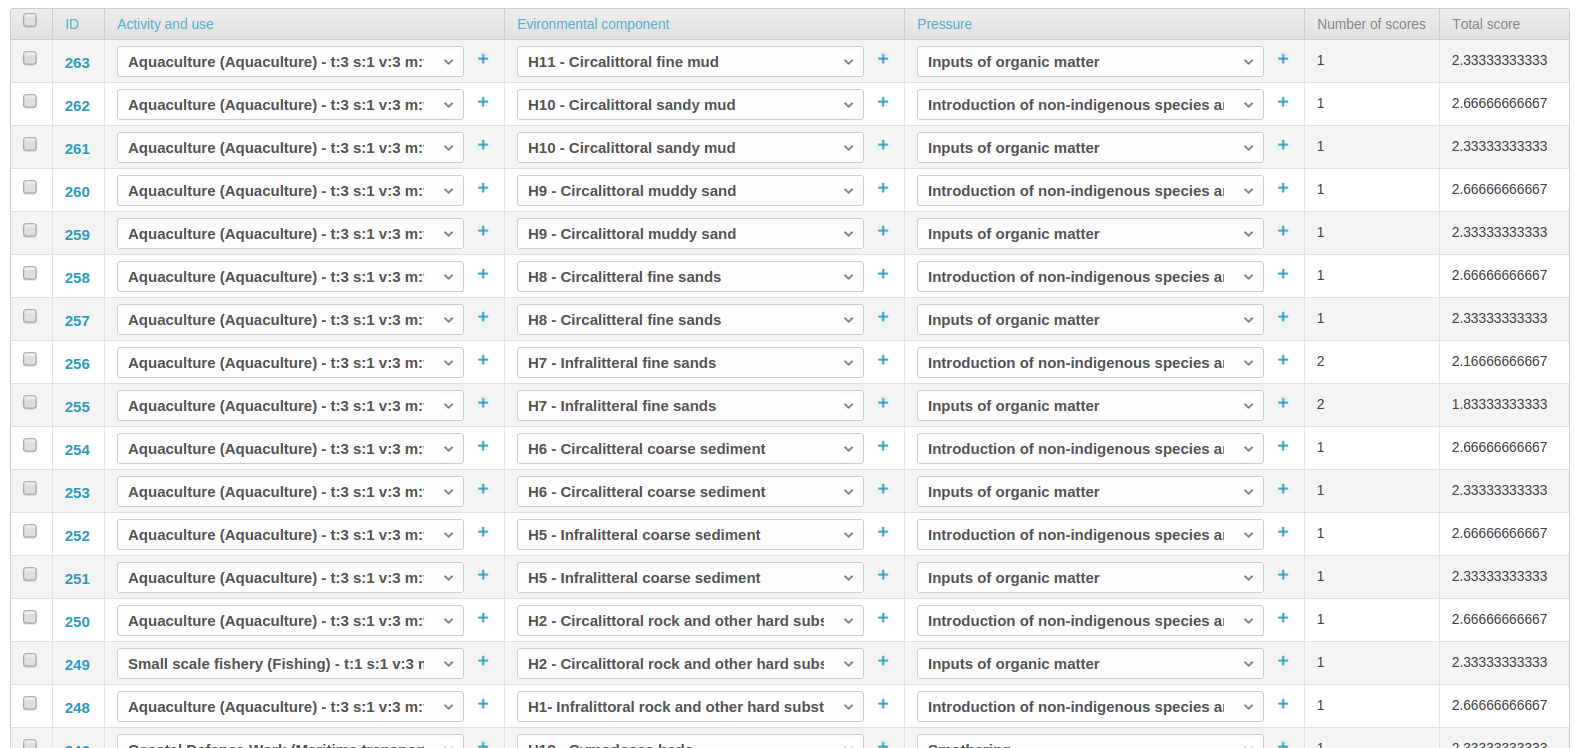 ID Activity and use Evironmental component Pressure Number of scores Total score
263 Aquaculture (Aquaculture) - t:3 s:1 v:3 m: + H11 - Circalittoral fine mud + Inputs of organic matter + 1 2.33333333333
262 Aquaculture (Aquaculture) - t:3 s:1 v:3 m: + H10 - Circalittoral sandy mud + Introduction of non-indigenous species + 1 2.66666666667
261 Aquaculture (Aquaculture) - t:3 s:1 v:3 m: + H10 - Circalittoral sandy mud + Inputs of organic matter + 1 2.33333333333
260 Aquaculture (Aquaculture) - t:3 s:1 v:3 m: + H9 - Circalittoral muddy sand + Introduction of non-indigenous species + 1 2.66666666667
259 Aquaculture (Aquaculture) - t:3 s:1 v:3 m: + H9 - Circalittoral muddy sand + Inputs of organic matter + 1 2.33333333333
258 Aquaculture (Aquaculture) - t:3 s:1 v:3 m: + H8 - Circalitteral fine sands + Introduction of non-indigenous species + 1 2.66666666667
257 Aquaculture (Aquaculture) - t:3 s:1 v:3 m: + H8 - Circalitteral fine sands + Inputs of organic matter + 1 2.33333333333
256 Aquaculture (Aquaculture) - t:3 s:1 v:3 m: + H7 - Infralitteral fine sands + Introduction of non-indigenous species + 2 2.16666666667
255 Aquaculture (Aquaculture) - t:3 s:1 v:3 m: + H7 - Infralitteral fine sands + Inputs of organic matter + 2 1.83333333333
254 Aquaculture (Aquaculture) - t:3 s:1 v:3 m: + H6 - Circalitteral coarse sediment + Introduction of non-indigenous species + 1 2.66666666667
253 Aquaculture (Aquaculture) - t:3 s:1 v:3 m: + H6 - Circalitteral coarse sediment + Inputs of organic matter + 1 2.33333333333
252 Aquaculture (Aquaculture) - t:3 s:1 v:3 m: + H5 - Infralitteral coarse sediment + Introduction of non-indigenous species + 1 2.66666666667
251 Aquaculture (Aquaculture) - t:3 s:1 v:3 m: + H5 - Infralitteral coarse sediment + Inputs of organic matter + 1 2.33333333333
250 Aquaculture (Aquaculture) - t:3 s:1 v:3 m: + H2 - Circalittoral rock and other hard subs + Introduction of non-indigenous species + 1 2.66666666667
249 Small scale fishery (Fishing) - t:1 s:1 v:3 + H2 - Circalittoral rock and other hard subs + Inputs of organic matter + 1 2.33333333333
248 Aquaculture (Aquaculture) - t:3 s:1 v:3 m: + H1- Infralittoral rock and other hard subst + Introduction of non-indigenous species + 1 2.66666666667